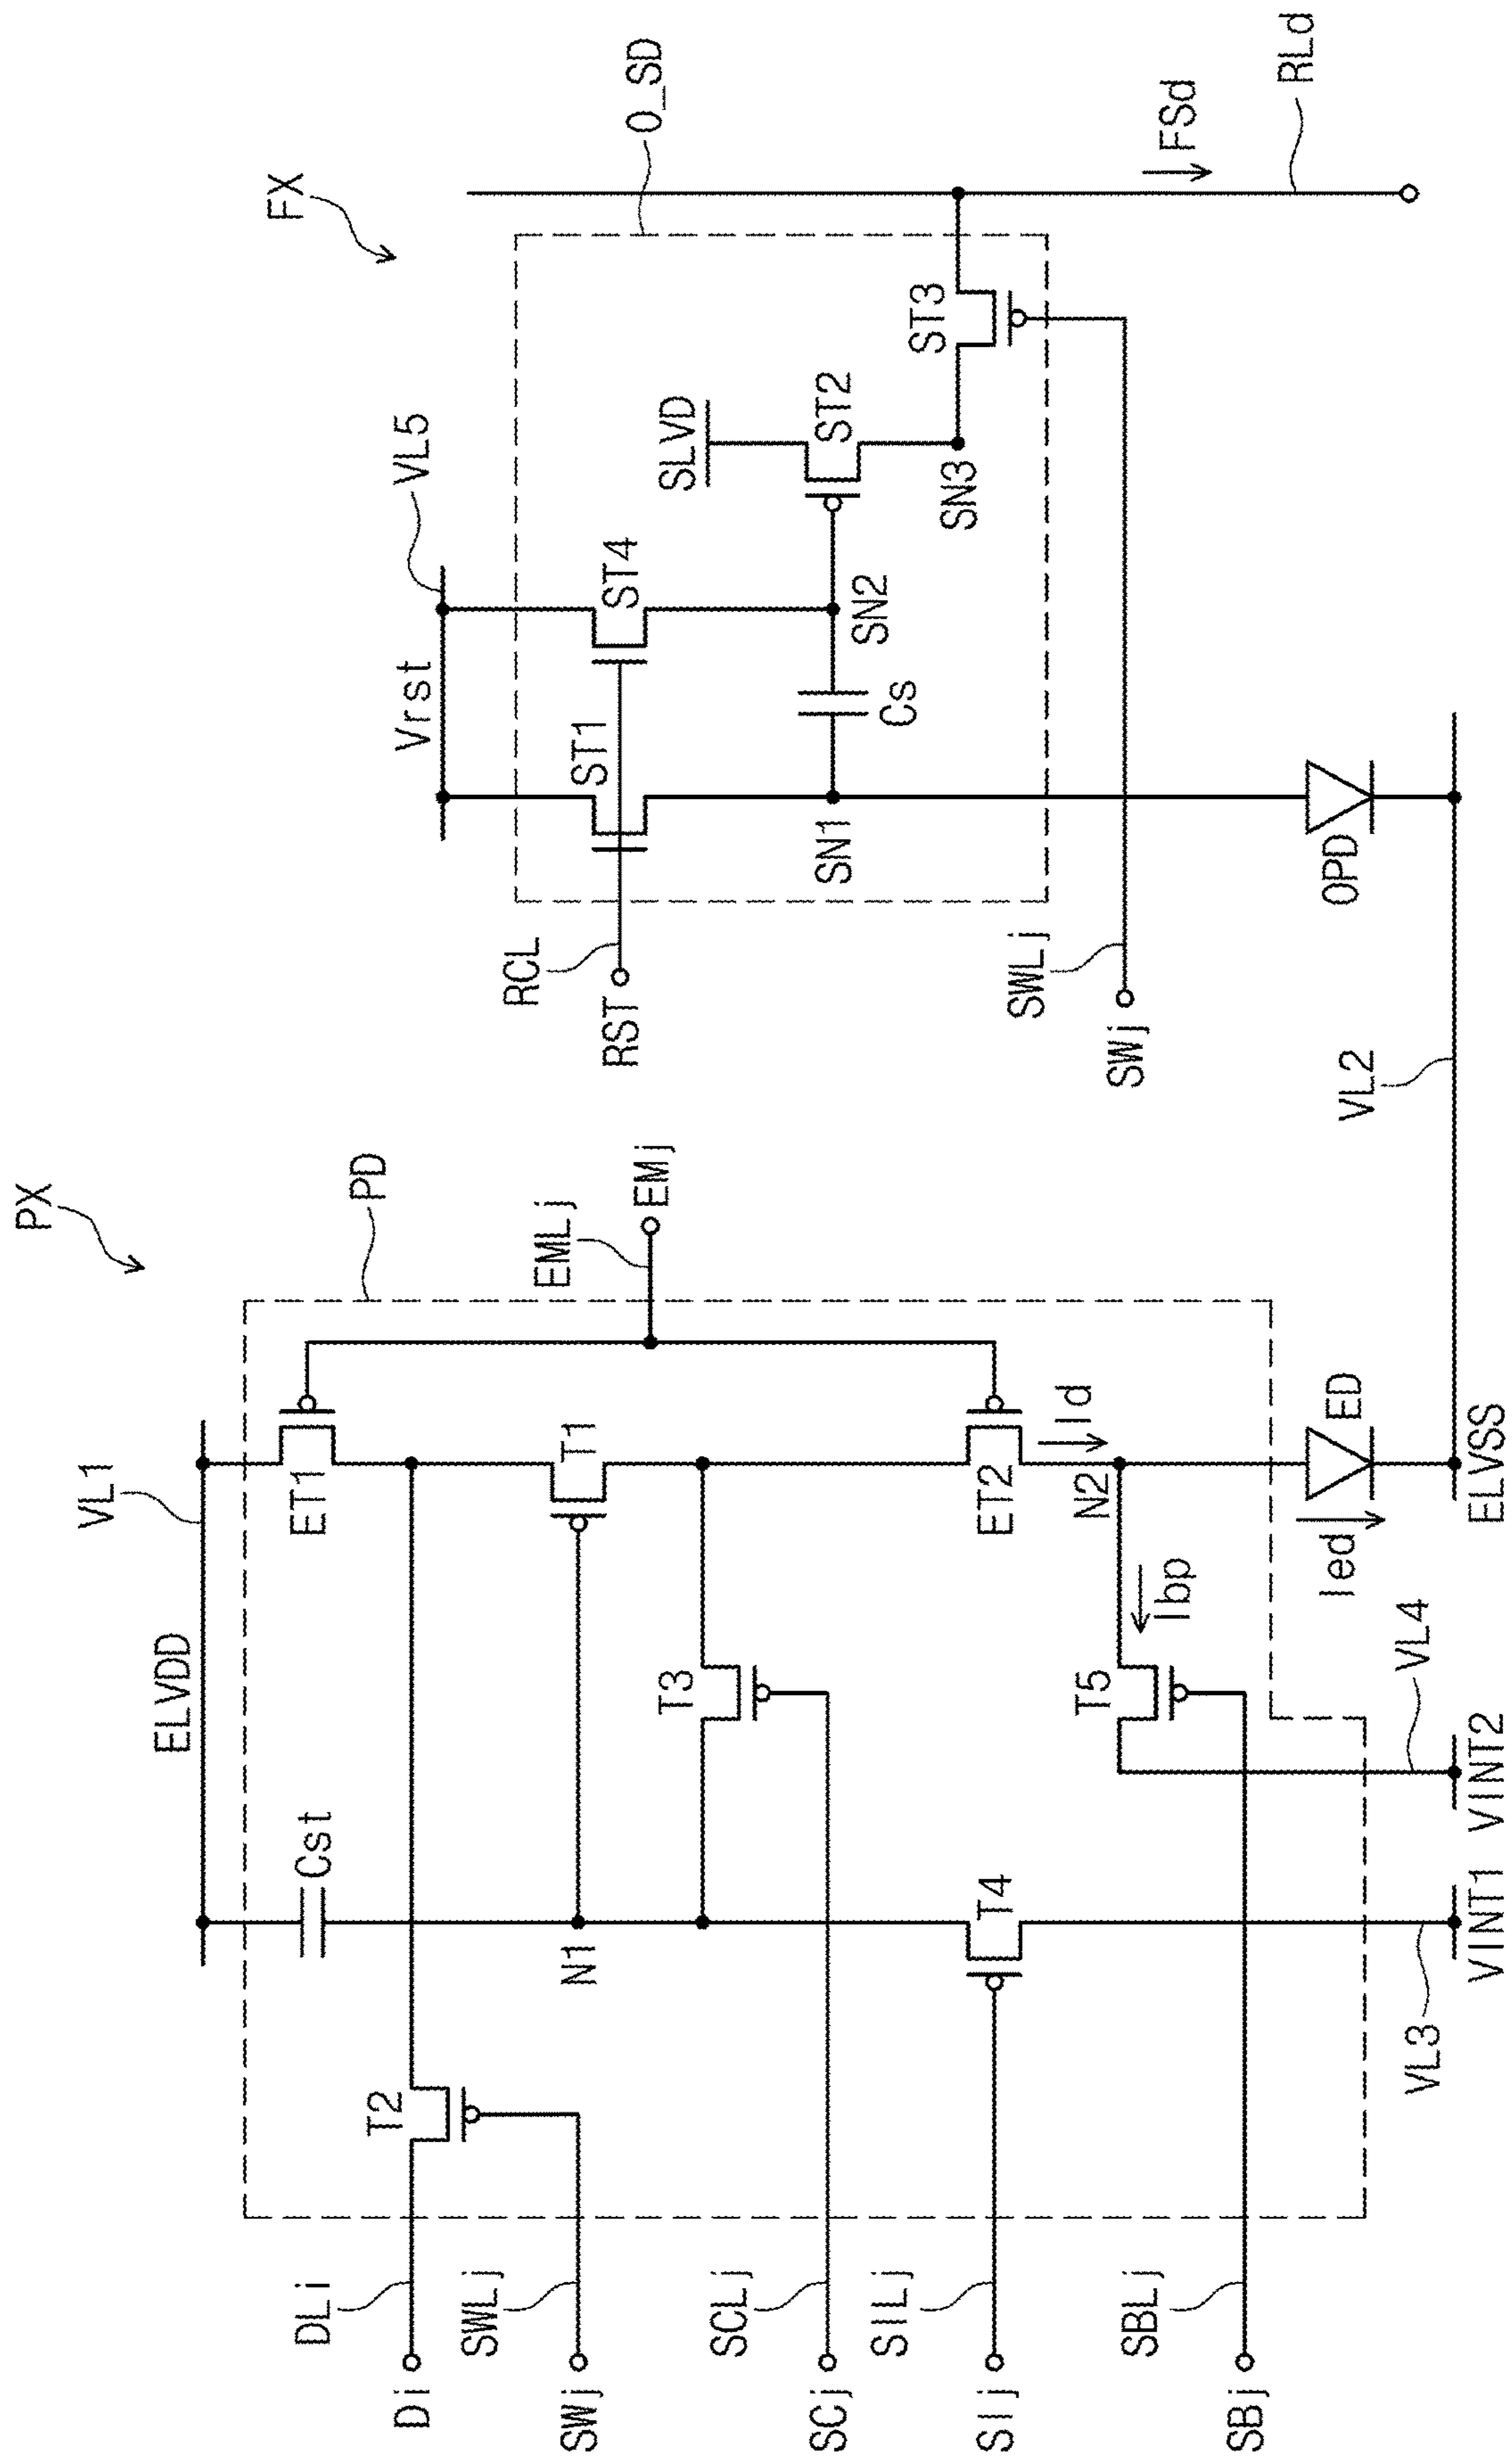 PX
FX
VL1
ELVDD
PD
Cst
ET1
EMLj
EMj
T1
N1
T2
T3
T4
ET2
Id
N2
Ibp
T5
ED
Ied
ELVSS
VL2
VL3
VL4
VINT1
VINT2
DLi
Di
SWLj
SWj
SCLj
SCj
SILj
SIj
SBLj
SBj
VL5
Vrst
O_SD
RCL
RST
ST1
ST4
SN1
Cs
SN2
SLVD
ST2
SN3
ST3
FSd
RLd
SWLj
SWj
OPD